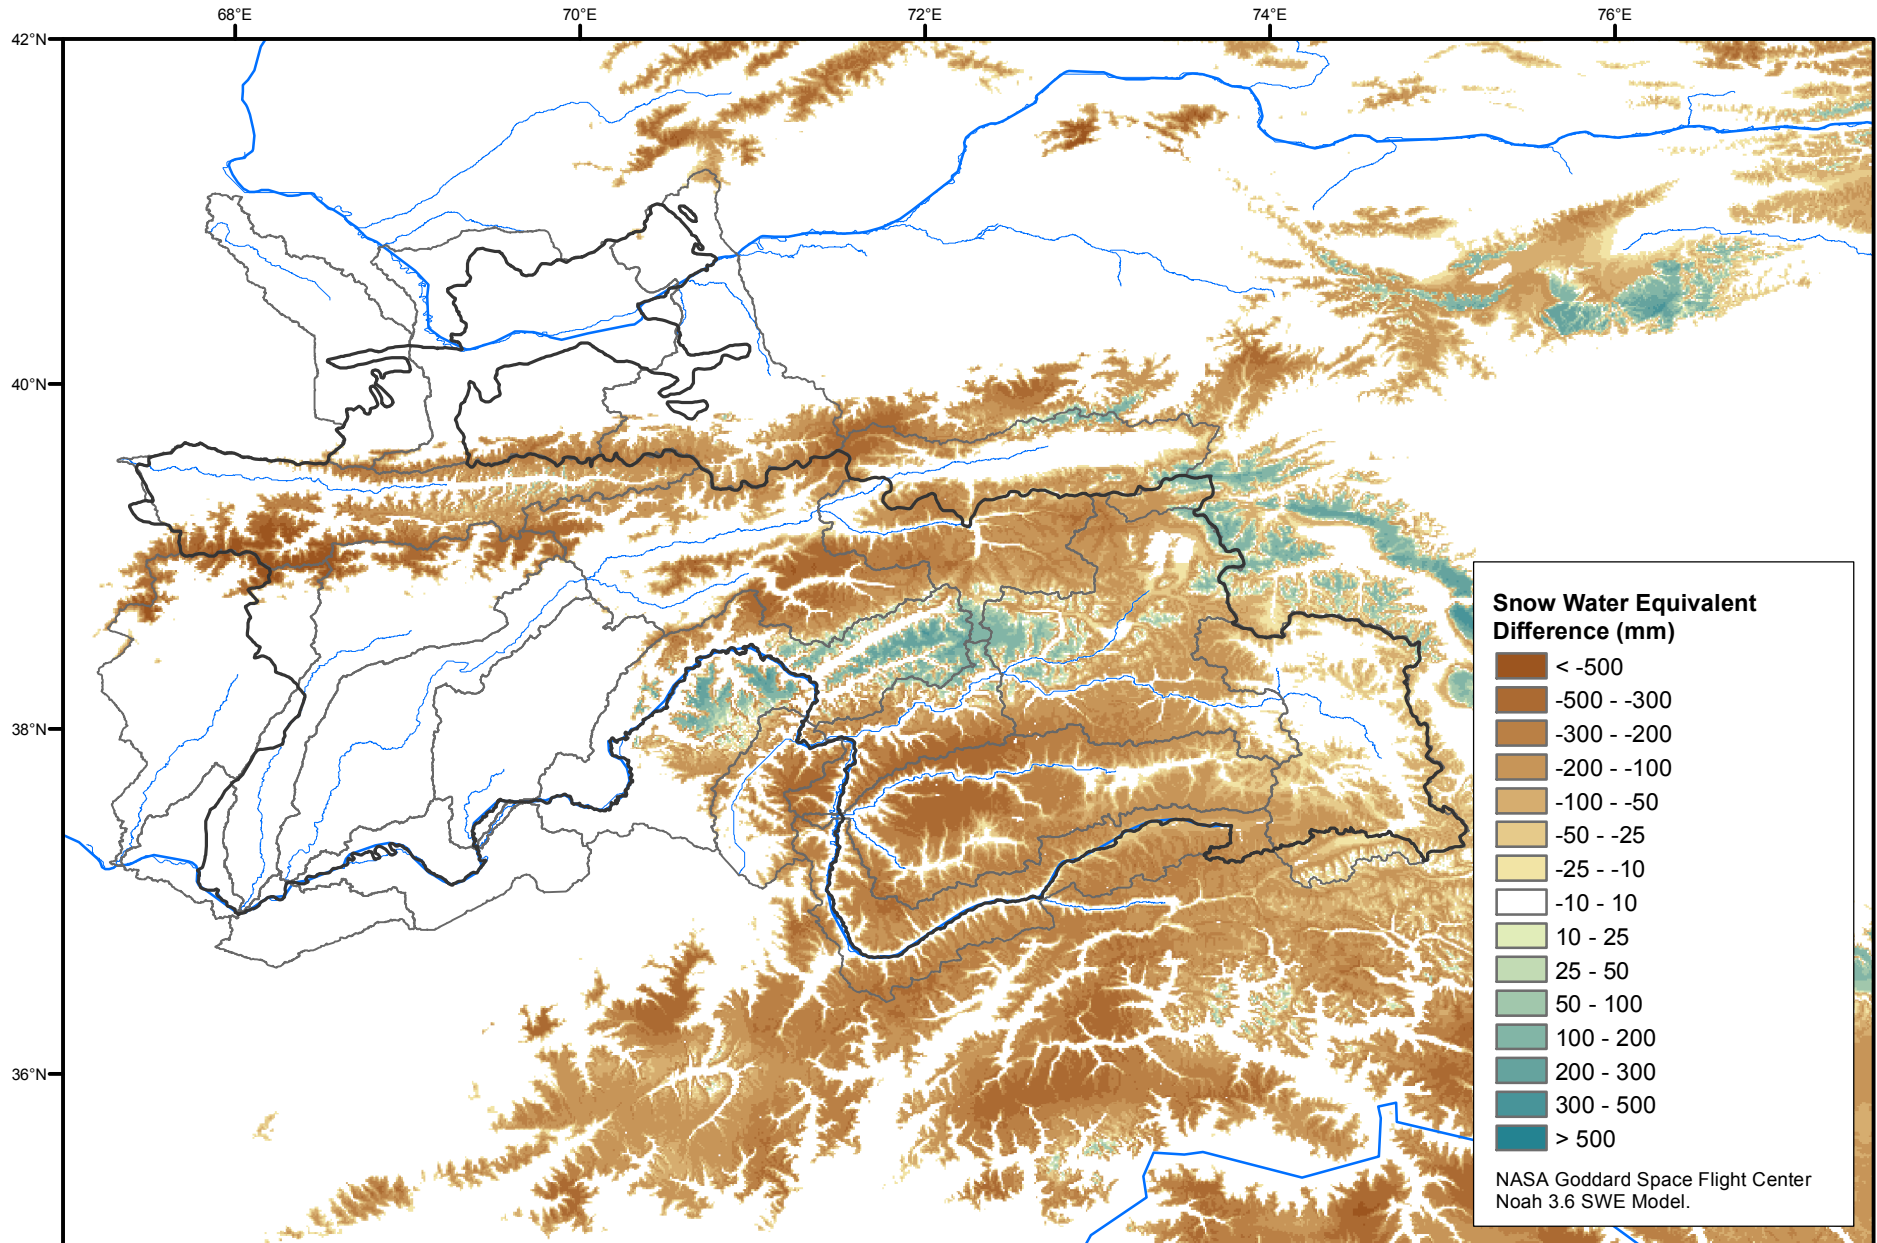 68°E
70°E
72°E
74°E
76°E
42°N
40°N
38°N
36°N
Snow Water Equivalent
Difference (mm)
< -500
-500 - -300
-300 - -200
-200 - -100
-100 - -50
-50 - -25
-25 - -10
-10 - 10
10 - 25
25 - 50
50 - 100
100 - 200
200 - 300
300 - 500
> 500
NASA Goddard Space Flight Center
Noah 3.6 SWE Model.